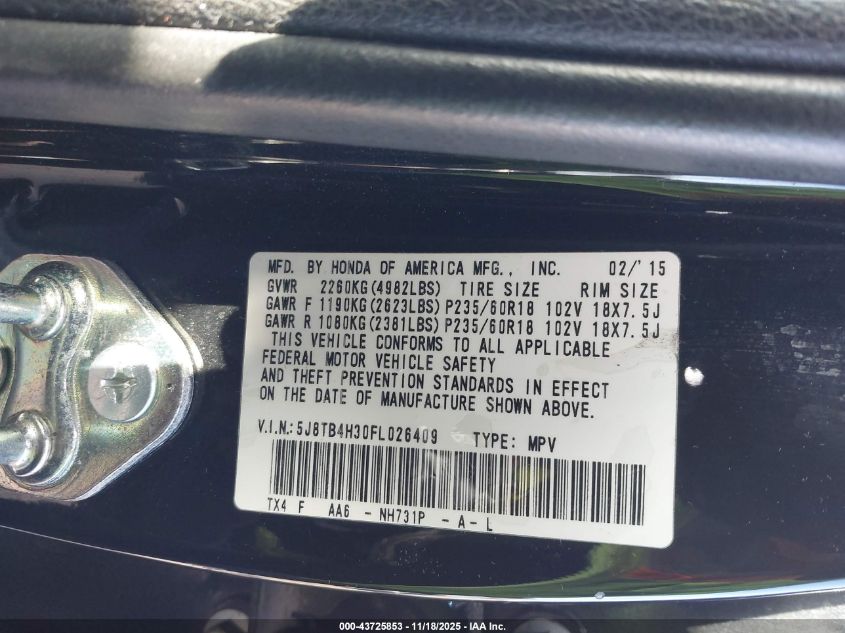 MFD. BY HONDA OF AMERICA MFG., INC. 02/'15
GVWR 2260KG(4982LBS) TIRE SIZE RIM SIZE
GAWR F 1190KG(2623LBS) P235/60R18 102V 18X7.5J
GAWR R 1080KG(2381LBS) P235/60R18 102V 18X7.5J
THIS VEHICLE CONFORMS TO ALL APPLICABLE
FEDERAL MOTOR VEHICLE SAFETY
AND THEFT PREVENTION STANDARDS IN EFFECT
ON THE DATE OF MANUFACTURE SHOWN ABOVE.
V.I.N.:5J8TB4H30FL026409 TYPE: MPV
TX4 F AA6 - NH731P - A - L
000-43725853 - 11/18/2025 - IAA Inc.